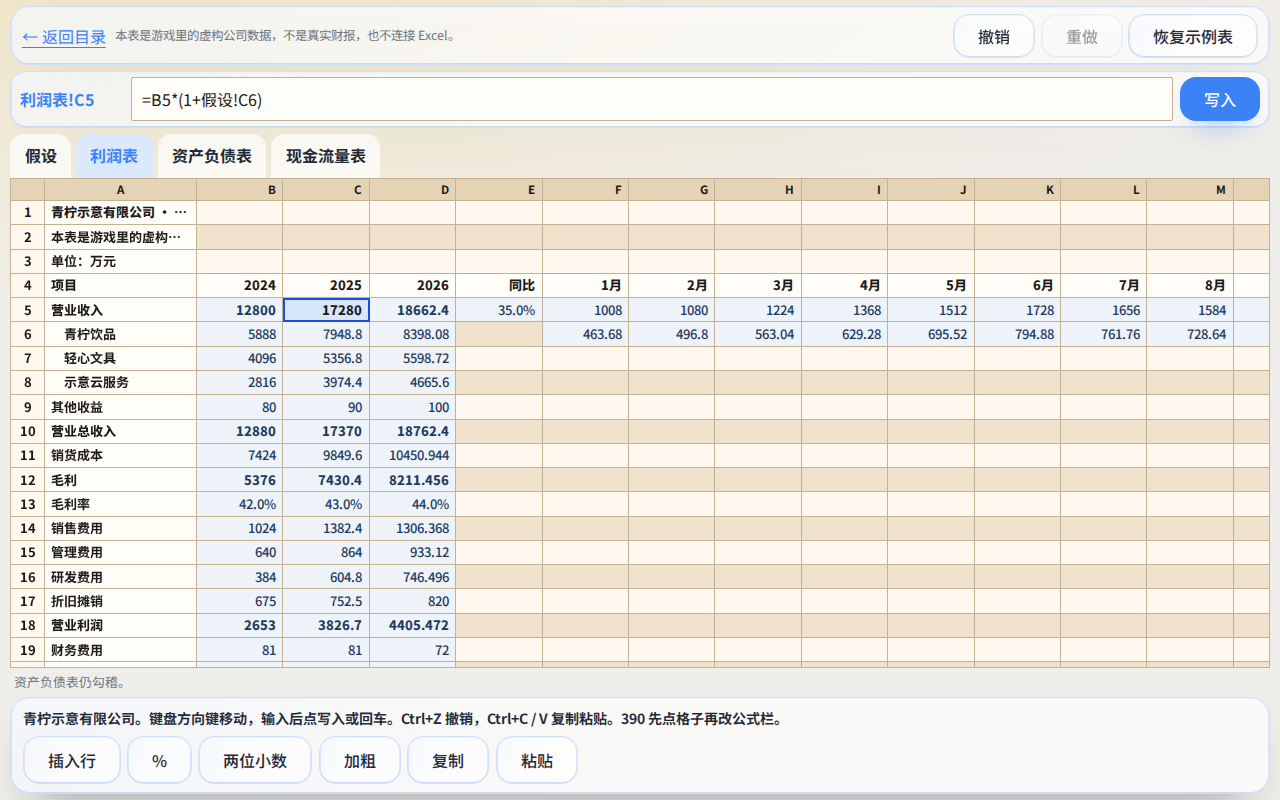 ← 返回目录 本表是游戏里的虚构公司数据，不是真实财报，也不连接 Excel。 撤销 重做 恢复示例表
利润表!C5 =B5*(1+假设!C6) 写入
假设 利润表 资产负债表 现金流量表
A B C D E F G H I J K L M
1 青柠示意有限公司 · …
2 本表是游戏里的虚构…
3 单位：万元
4 项目 2024 2025 2026 同比 1月 2月 3月 4月 5月 6月 7月 8月
5 营业收入 12800 17280 18662.4 35.0% 1008 1080 1224 1368 1512 1728 1656 1584
6 青柠饮品 5888 7948.8 8398.08 463.68 496.8 563.04 629.28 695.52 794.88 761.76 728.64
7 轻心文具 4096 5356.8 5598.72
8 示意云服务 2816 3974.4 4665.6
9 其他收益 80 90 100
10 营业总收入 12880 17370 18762.4
11 销货成本 7424 9849.6 10450.944
12 毛利 5376 7430.4 8211.456
13 毛利率 42.0% 43.0% 44.0%
14 销售费用 1024 1382.4 1306.368
15 管理费用 640 864 933.12
16 研发费用 384 604.8 746.496
17 折旧摊销 675 752.5 820
18 营业利润 2653 3826.7 4405.472
19 财务费用 81 81 72
资产负债表仍勾稽。
青柠示意有限公司。键盘方向键移动，输入后点写入或回车。Ctrl+Z 撤销，Ctrl+C / V 复制粘贴。390 先点格子再改公式栏。
插入行 % 两位小数 加粗 复制 粘贴